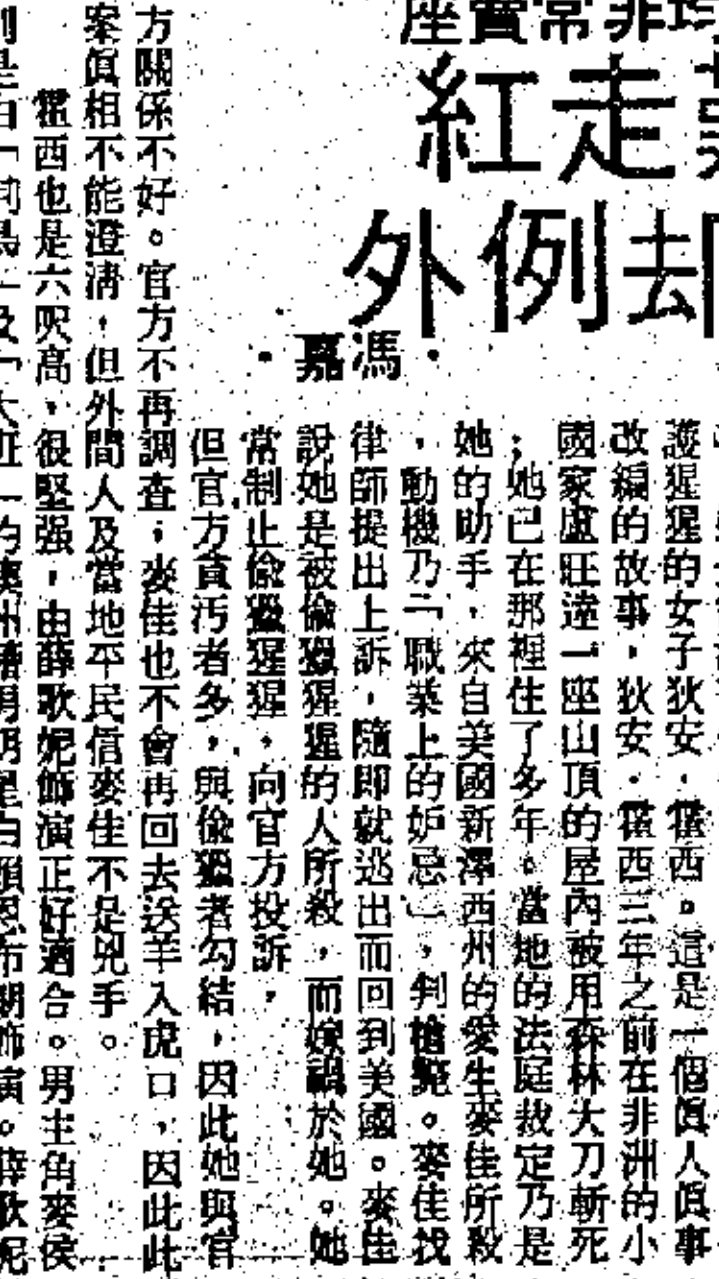 座實常非
紅走
外例却
·嘉馮·
護猩猩的女子狄安·霍西。這是一個眞人眞事
改編的故事,狄安·霍西三年之前在非洲的小
國家盧旺達一座山頂的屋內被用森林大刀斬死
;她已在那裡住了多年。當地的法庭裁定乃是
她的助手,來自美國新澤西州的愛生麥佳所殺
,動機乃「職業上的妒忌」,判槍斃。麥佳找
律師提出上訴,隨即就逃出而回到美國。麥佳
說她是被偸獵猩猩的人所殺,而嫁禍於她。她
常制止偸獵猩猩,向官方投訴,
但官方貪污者多,與偸獵者勾結,因此她與官
方關係不好。官方不再調查,麥佳也不會再回去送羊入虎口,因此此
案眞相不能澄淸,但外間人及當地平民信麥佳不是兇手。
霍西也是六呎高,很堅强,由薛歌妮飾演正好適合。男主角麥侯